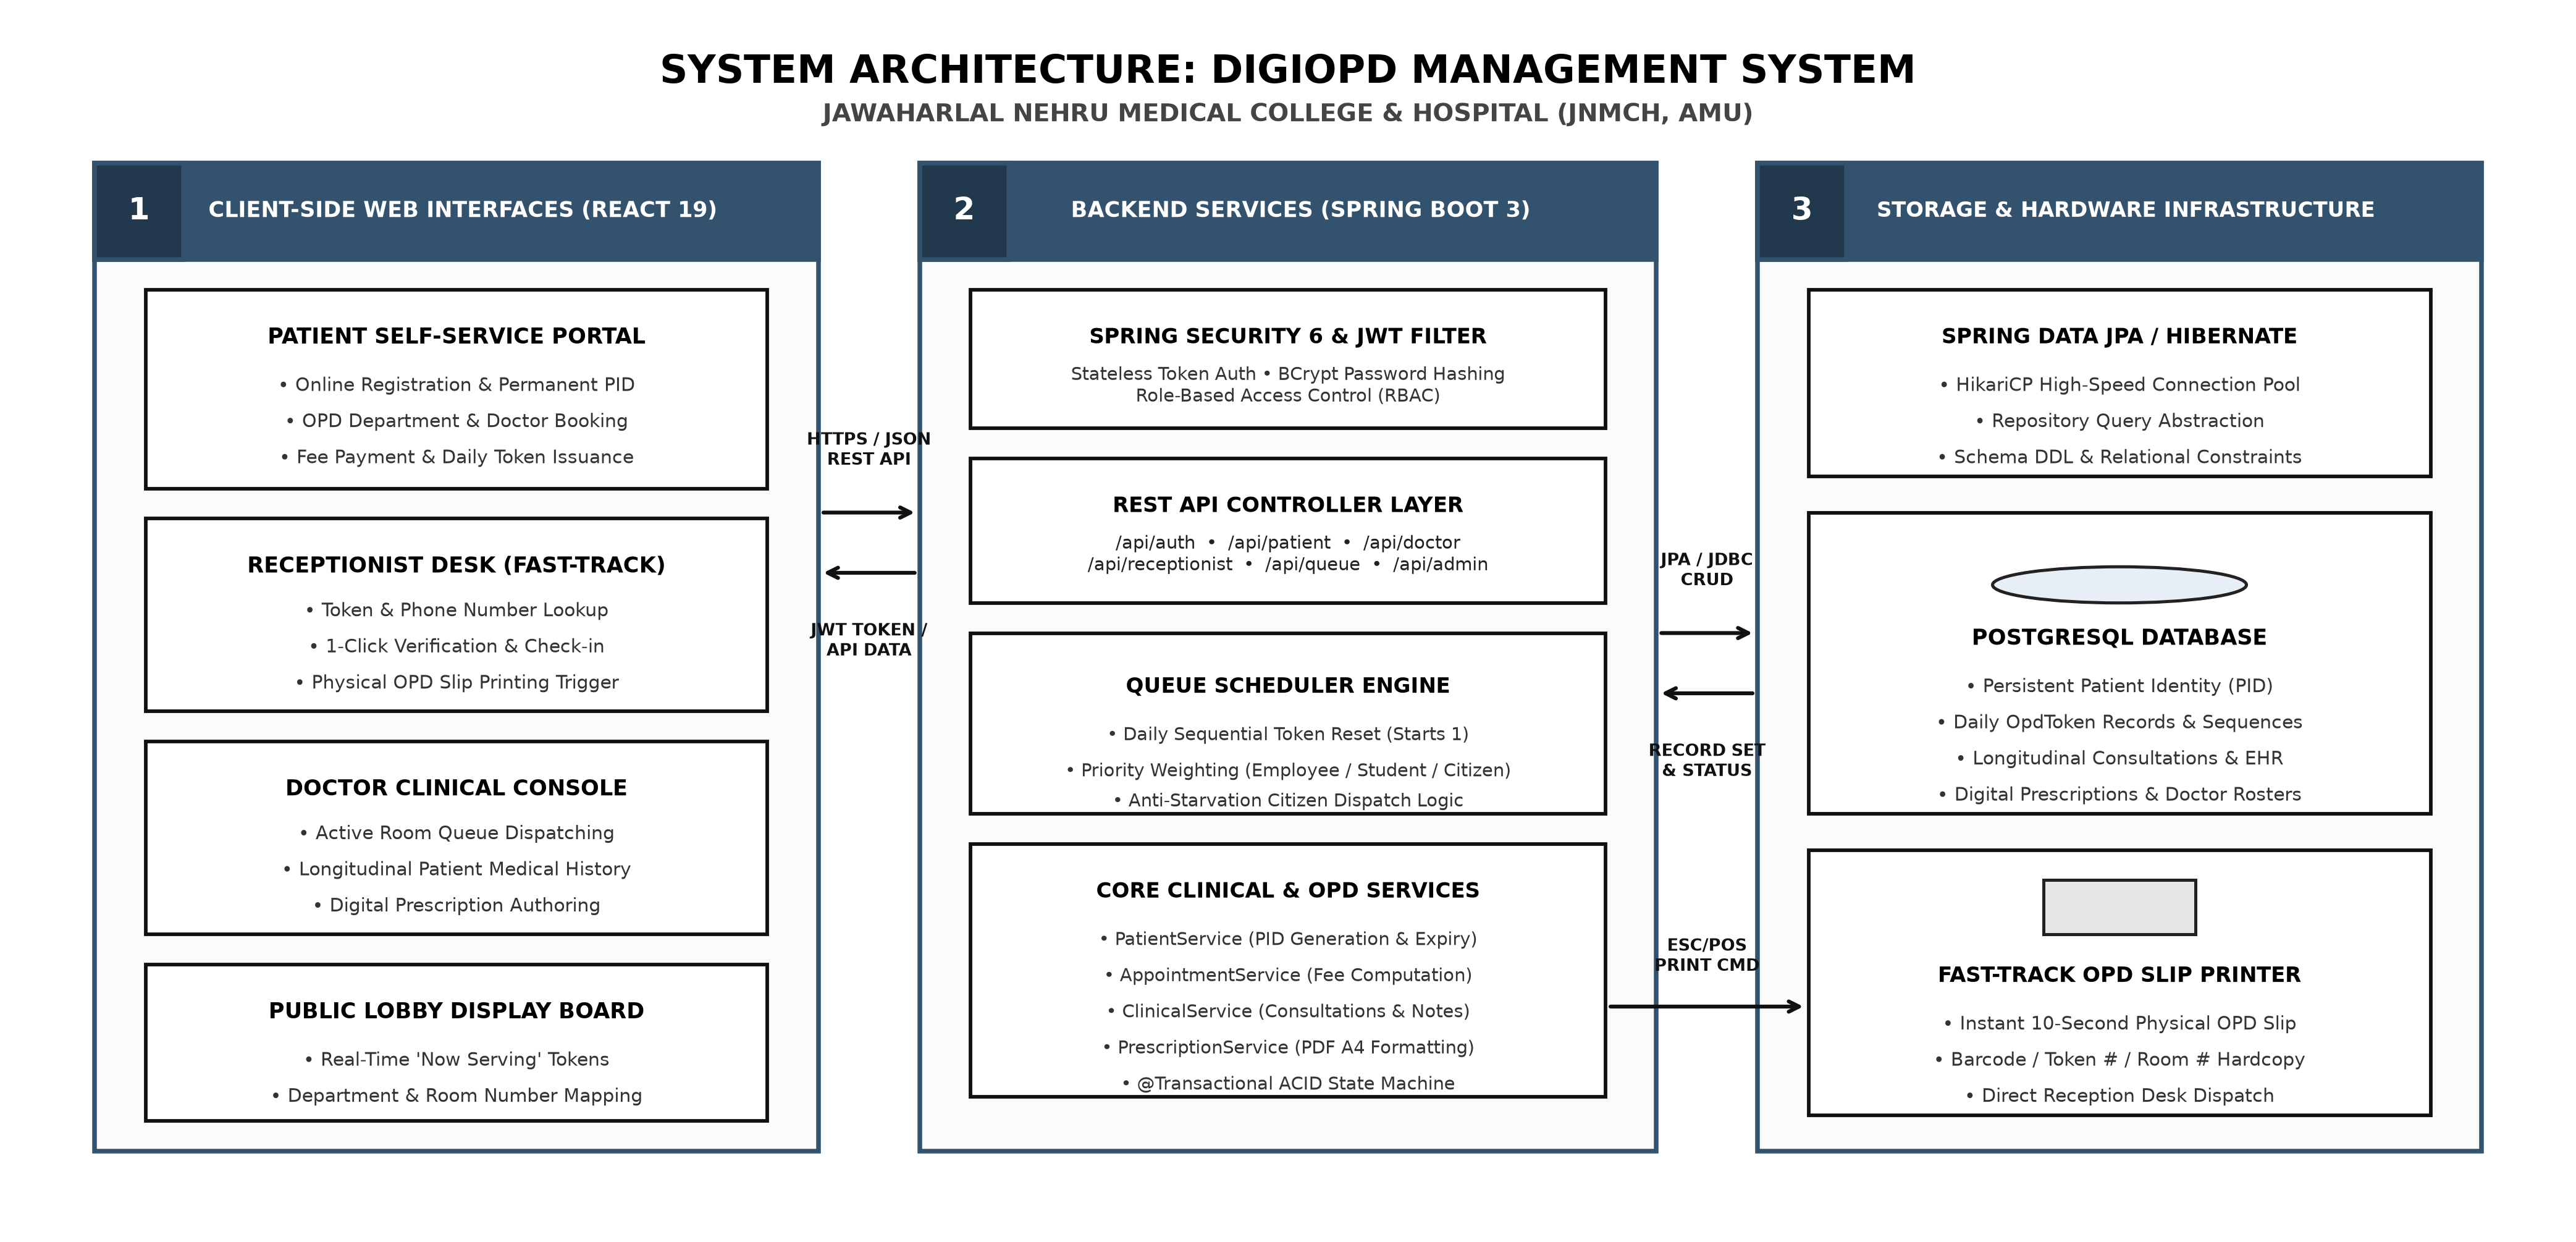 SYSTEM ARCHITECTURE: DIGIOPD MANAGEMENT SYSTEM
JAWAHARLAL NEHRU MEDICAL COLLEGE & HOSPITAL (JNMCH, AMU)
1
CLIENT-SIDE WEB INTERFACES (REACT 19)
PATIENT SELF-SERVICE PORTAL
• Online Registration & Permanent PID
• OPD Department & Doctor Booking
• Fee Payment & Daily Token Issuance
RECEPTIONIST DESK (FAST-TRACK)
• Token & Phone Number Lookup
• 1-Click Verification & Check-in
• Physical OPD Slip Printing Trigger
DOCTOR CLINICAL CONSOLE
• Active Room Queue Dispatching
• Longitudinal Patient Medical History
• Digital Prescription Authoring
PUBLIC LOBBY DISPLAY BOARD
• Real-Time 'Now Serving' Tokens
• Department & Room Number Mapping
HTTPS / JSON
REST API
JWT TOKEN /
API DATA
2
BACKEND SERVICES (SPRING BOOT 3)
SPRING SECURITY 6 & JWT FILTER
Stateless Token Auth • BCrypt Password Hashing
Role-Based Access Control (RBAC)
REST API CONTROLLER LAYER
/api/auth • /api/patient • /api/doctor
/api/receptionist • /api/queue • /api/admin
QUEUE SCHEDULER ENGINE
• Daily Sequential Token Reset (Starts 1)
• Priority Weighting (Employee / Student / Citizen)
• Anti-Starvation Citizen Dispatch Logic
CORE CLINICAL & OPD SERVICES
• PatientService (PID Generation & Expiry)
• AppointmentService (Fee Computation)
• ClinicalService (Consultations & Notes)
• PrescriptionService (PDF A4 Formatting)
• @Transactional ACID State Machine
JPA / JDBC
CRUD
RECORD SET
& STATUS
ESC/POS
PRINT CMD
3
STORAGE & HARDWARE INFRASTRUCTURE
SPRING DATA JPA / HIBERNATE
• HikariCP High-Speed Connection Pool
• Repository Query Abstraction
• Schema DDL & Relational Constraints
POSTGRESQL DATABASE
• Persistent Patient Identity (PID)
• Daily OpdToken Records & Sequences
• Longitudinal Consultations & EHR
• Digital Prescriptions & Doctor Rosters
FAST-TRACK OPD SLIP PRINTER
• Instant 10-Second Physical OPD Slip
• Barcode / Token # / Room # Hardcopy
• Direct Reception Desk Dispatch